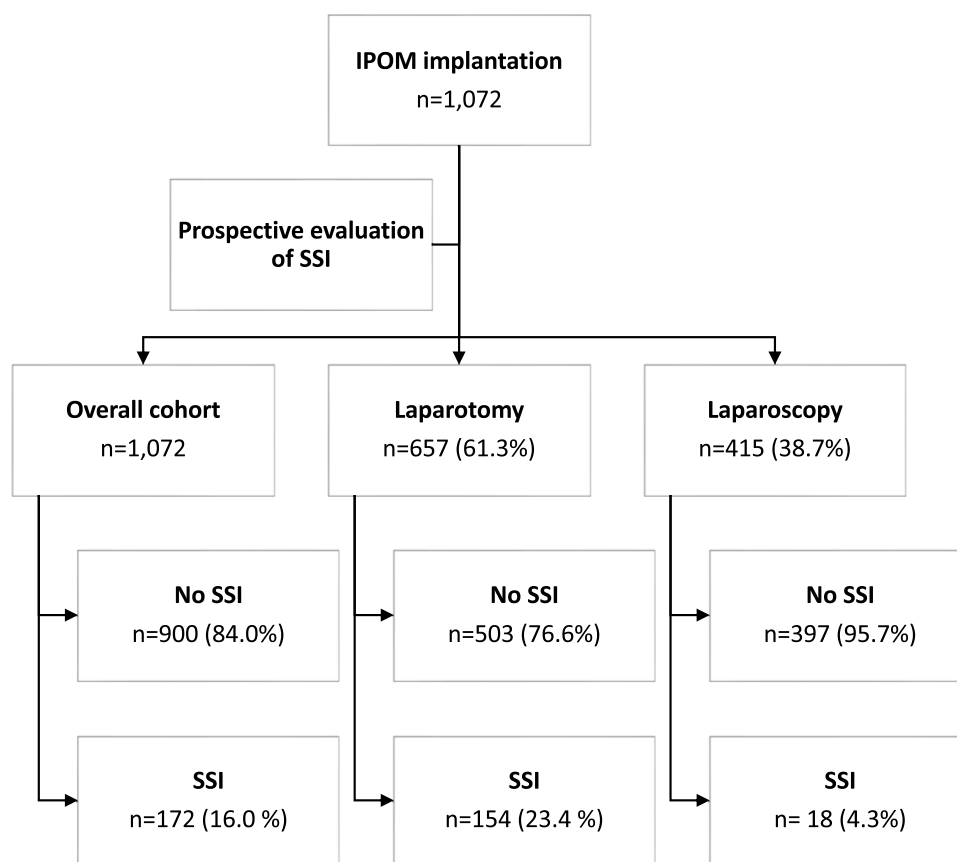 IPOM implantation
n=1,072
Prospective evaluation
of SSI
Overall cohort
n=1,072
Laparotomy
n=657 (61.3%)
Laparoscopy
n=415 (38.7%)
No SSI
n=900 (84.0%)
No SSI
n=503 (76.6%)
No SSI
n=397 (95.7%)
SSI
n=172 (16.0 %)
SSI
n=154 (23.4 %)
SSI
n= 18 (4.3%)